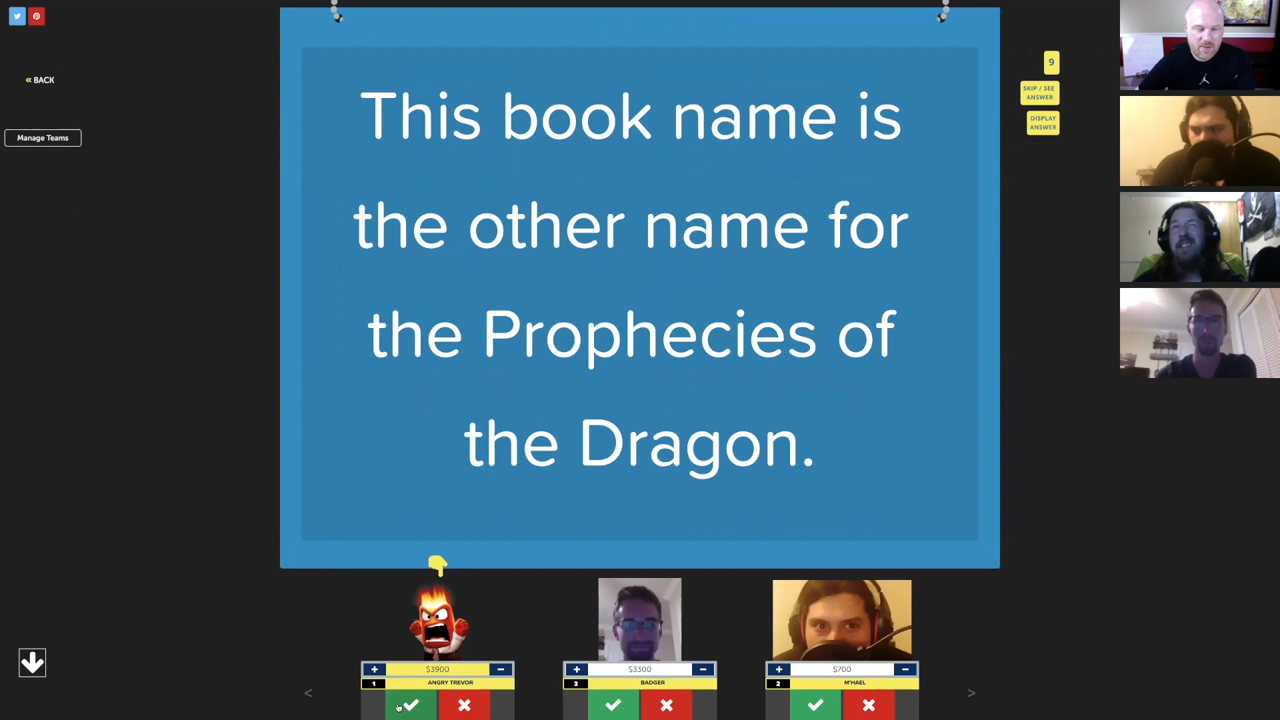 « BACK
Manage Teams
This book name is
the other name for
the Prophecies of
the Dragon.
9
SKIP / SEE
ANSWER
DISPLAY
ANSWER
+ $3900 −
1 ANGRY TREVOR
+ $3300 −
3 BADGER
+ $700 −
2 M'HAEL
< >